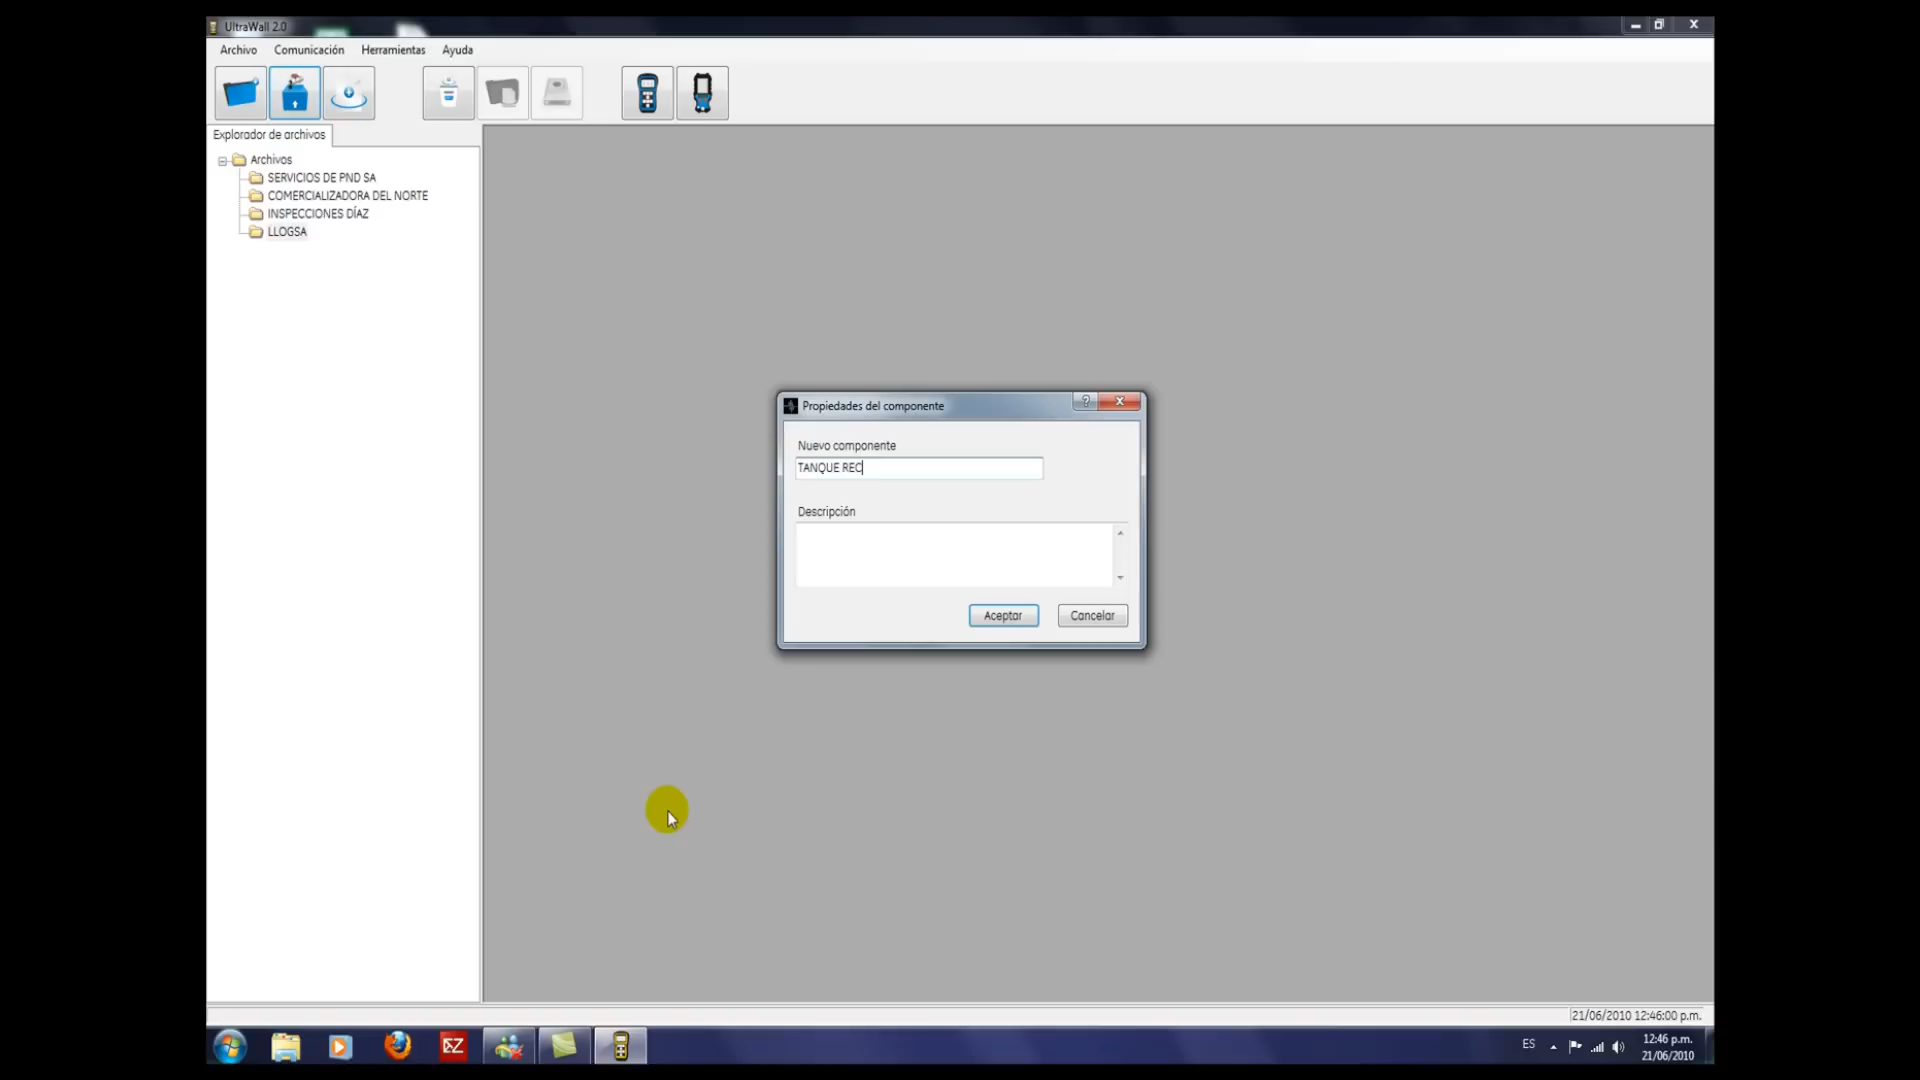 UltraWall 2.0
Archivo Comunicación Herramientas Ayuda
Explorador de archivos
Archivos
SERVICIOS DE PND SA
COMERCIALIZADORA DEL NORTE
INSPECCIONES DÍAZ
LLOGSA
Propiedades del componente
Nuevo componente
TANQUE REC
Descripción
Aceptar Cancelar
21/06/2010 12:46:00 p.m.
ES
12:46 p.m.
21/06/2010